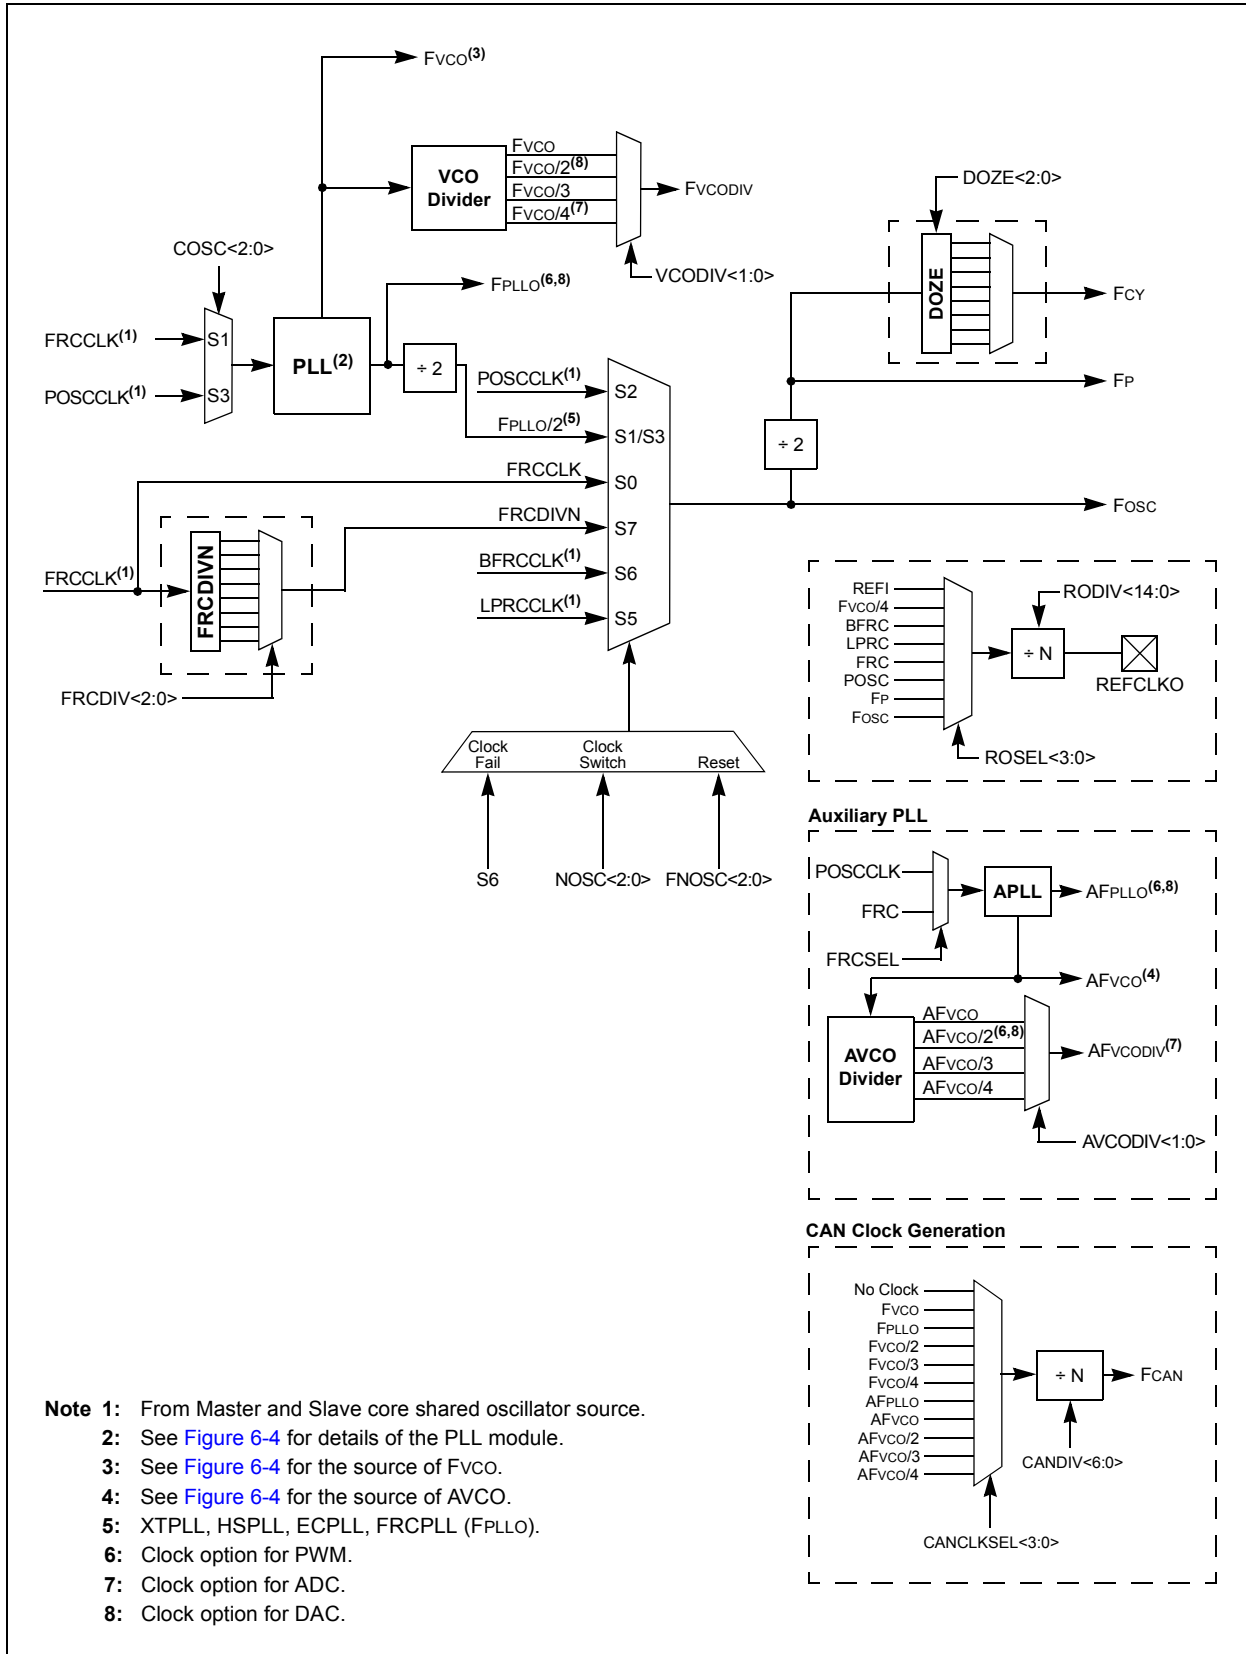 FVCO(3)
VCO
Divider
FVCO
FVCO/2(8)
FVCO/3
FVCO/4(7)
FVCODIV
VCODIV<1:0>
DOZE<2:0>
DOZE
FCY
COSC<2:0>
FPLLO(6,8)
FRCCLK(1)
S1
POSCCLK(1)
S3
PLL(2)
÷ 2
POSCCLK(1)
S2
FPLLO/2(5)
S1/S3
FRCCLK
S0
FRCDIVN
S7
BFRCCLK(1)
S6
LPRCCLK(1)
S5
FP
÷ 2
FOSC
FRCCLK(1)
FRCDIVN
FRCDIV<2:0>
Clock
Fail
Clock
Switch
Reset
S6
NOSC<2:0>
FNOSC<2:0>
REFI
FVCO/4
BFRC
LPRC
FRC
POSC
FP
FOSC
RODIV<14:0>
÷ N
REFCLKO
ROSEL<3:0>
Auxiliary PLL
POSCCLK
FRC
FRCSEL
APLL
AFPLLO(6,8)
AFVCO(4)
AVCO
Divider
AFVCO
AFVCO/2(6,8)
AFVCO/3
AFVCO/4
AFVCODIV(7)
AVCODIV<1:0>
CAN Clock Generation
No Clock
FVCO
FPLLO
FVCO/2
FVCO/3
FVCO/4
AFPLLO
AFVCO
AFVCO/2
AFVCO/3
AFVCO/4
÷ N
FCAN
CANDIV<6:0>
CANCLKSEL<3:0>
Note 1: From Master and Slave core shared oscillator source.
2: See Figure 6-4 for details of the PLL module.
3: See Figure 6-4 for the source of FVCO.
4: See Figure 6-4 for the source of AVCO.
5: XTPLL, HSPLL, ECPLL, FRCPLL (FPLLO).
6: Clock option for PWM.
7: Clock option for ADC.
8: Clock option for DAC.